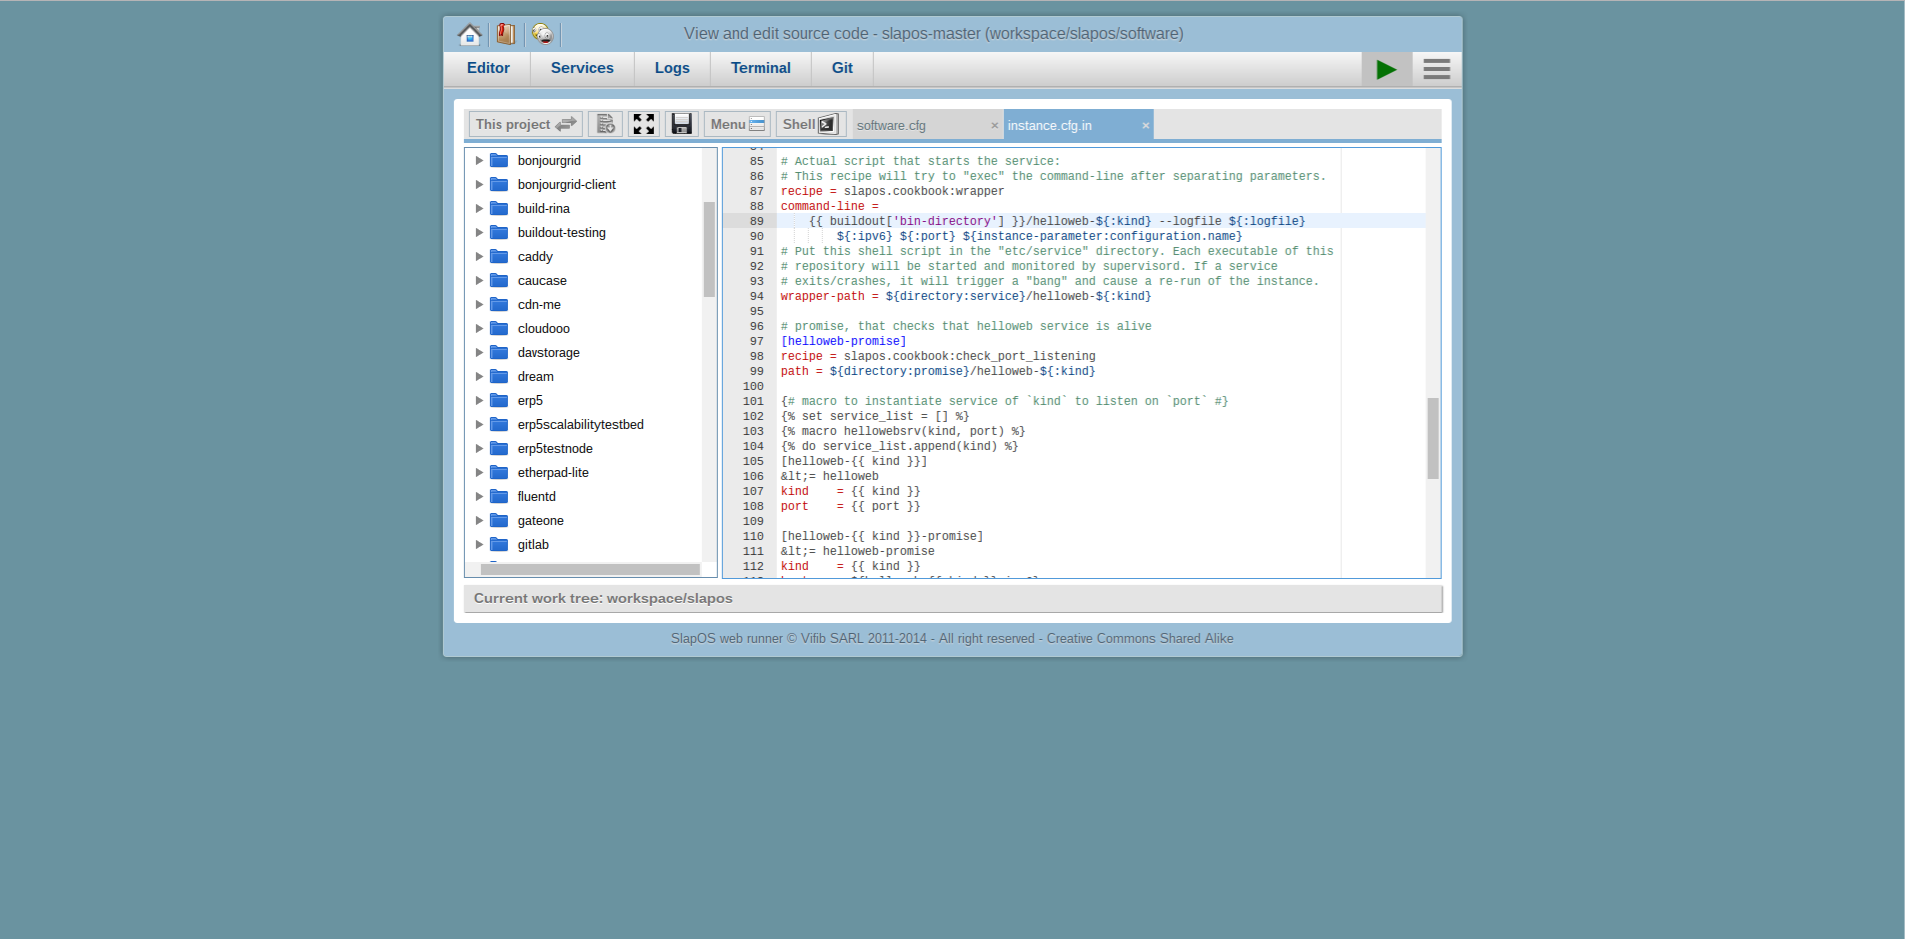 View and edit source code - slapos-master (workspace/slapos/software)
Editor Services Logs Terminal Git
This project Menu Shell software.cfg × instance.cfg.in ×
bonjourgrid
bonjourgrid-client
build-rina
buildout-testing
caddy
caucase
cdn-me
cloudooo
davstorage
dream
erp5
erp5scalabilitytestbed
erp5testnode
etherpad-lite
fluentd
gateone
gitlab
85 # Actual script that starts the service:
86 # This recipe will try to "exec" the command-line after separating parameters.
87 recipe = slapos.cookbook:wrapper
88 command-line =
89     {{ buildout['bin-directory'] }}/helloweb-${:kind} --logfile ${:logfile}
90         ${:ipv6} ${:port} ${instance-parameter:configuration.name}
91 # Put this shell script in the "etc/service" directory. Each executable of this
92 # repository will be started and monitored by supervisord. If a service
93 # exits/crashes, it will trigger a "bang" and cause a re-run of the instance.
94 wrapper-path = ${directory:service}/helloweb-${:kind}
95
96 # promise, that checks that helloweb service is alive
97 [helloweb-promise]
98 recipe = slapos.cookbook:check_port_listening
99 path = ${directory:promise}/helloweb-${:kind}
100
101 {# macro to instantiate service of `kind` to listen on `port` #}
102 {% set service_list = [] %}
103 {% macro hellowebsrv(kind, port) %}
104 {% do service_list.append(kind) %}
105 [helloweb-{{ kind }}]
106 &lt;= helloweb
107 kind    = {{ kind }}
108 port    = {{ port }}
109
110 [helloweb-{{ kind }}-promise]
111 &lt;= helloweb-promise
112 kind    = {{ kind }}
Current work tree: workspace/slapos
SlapOS web runner © Vifib SARL 2011-2014 - All right reserved - Creative Commons Shared Alike